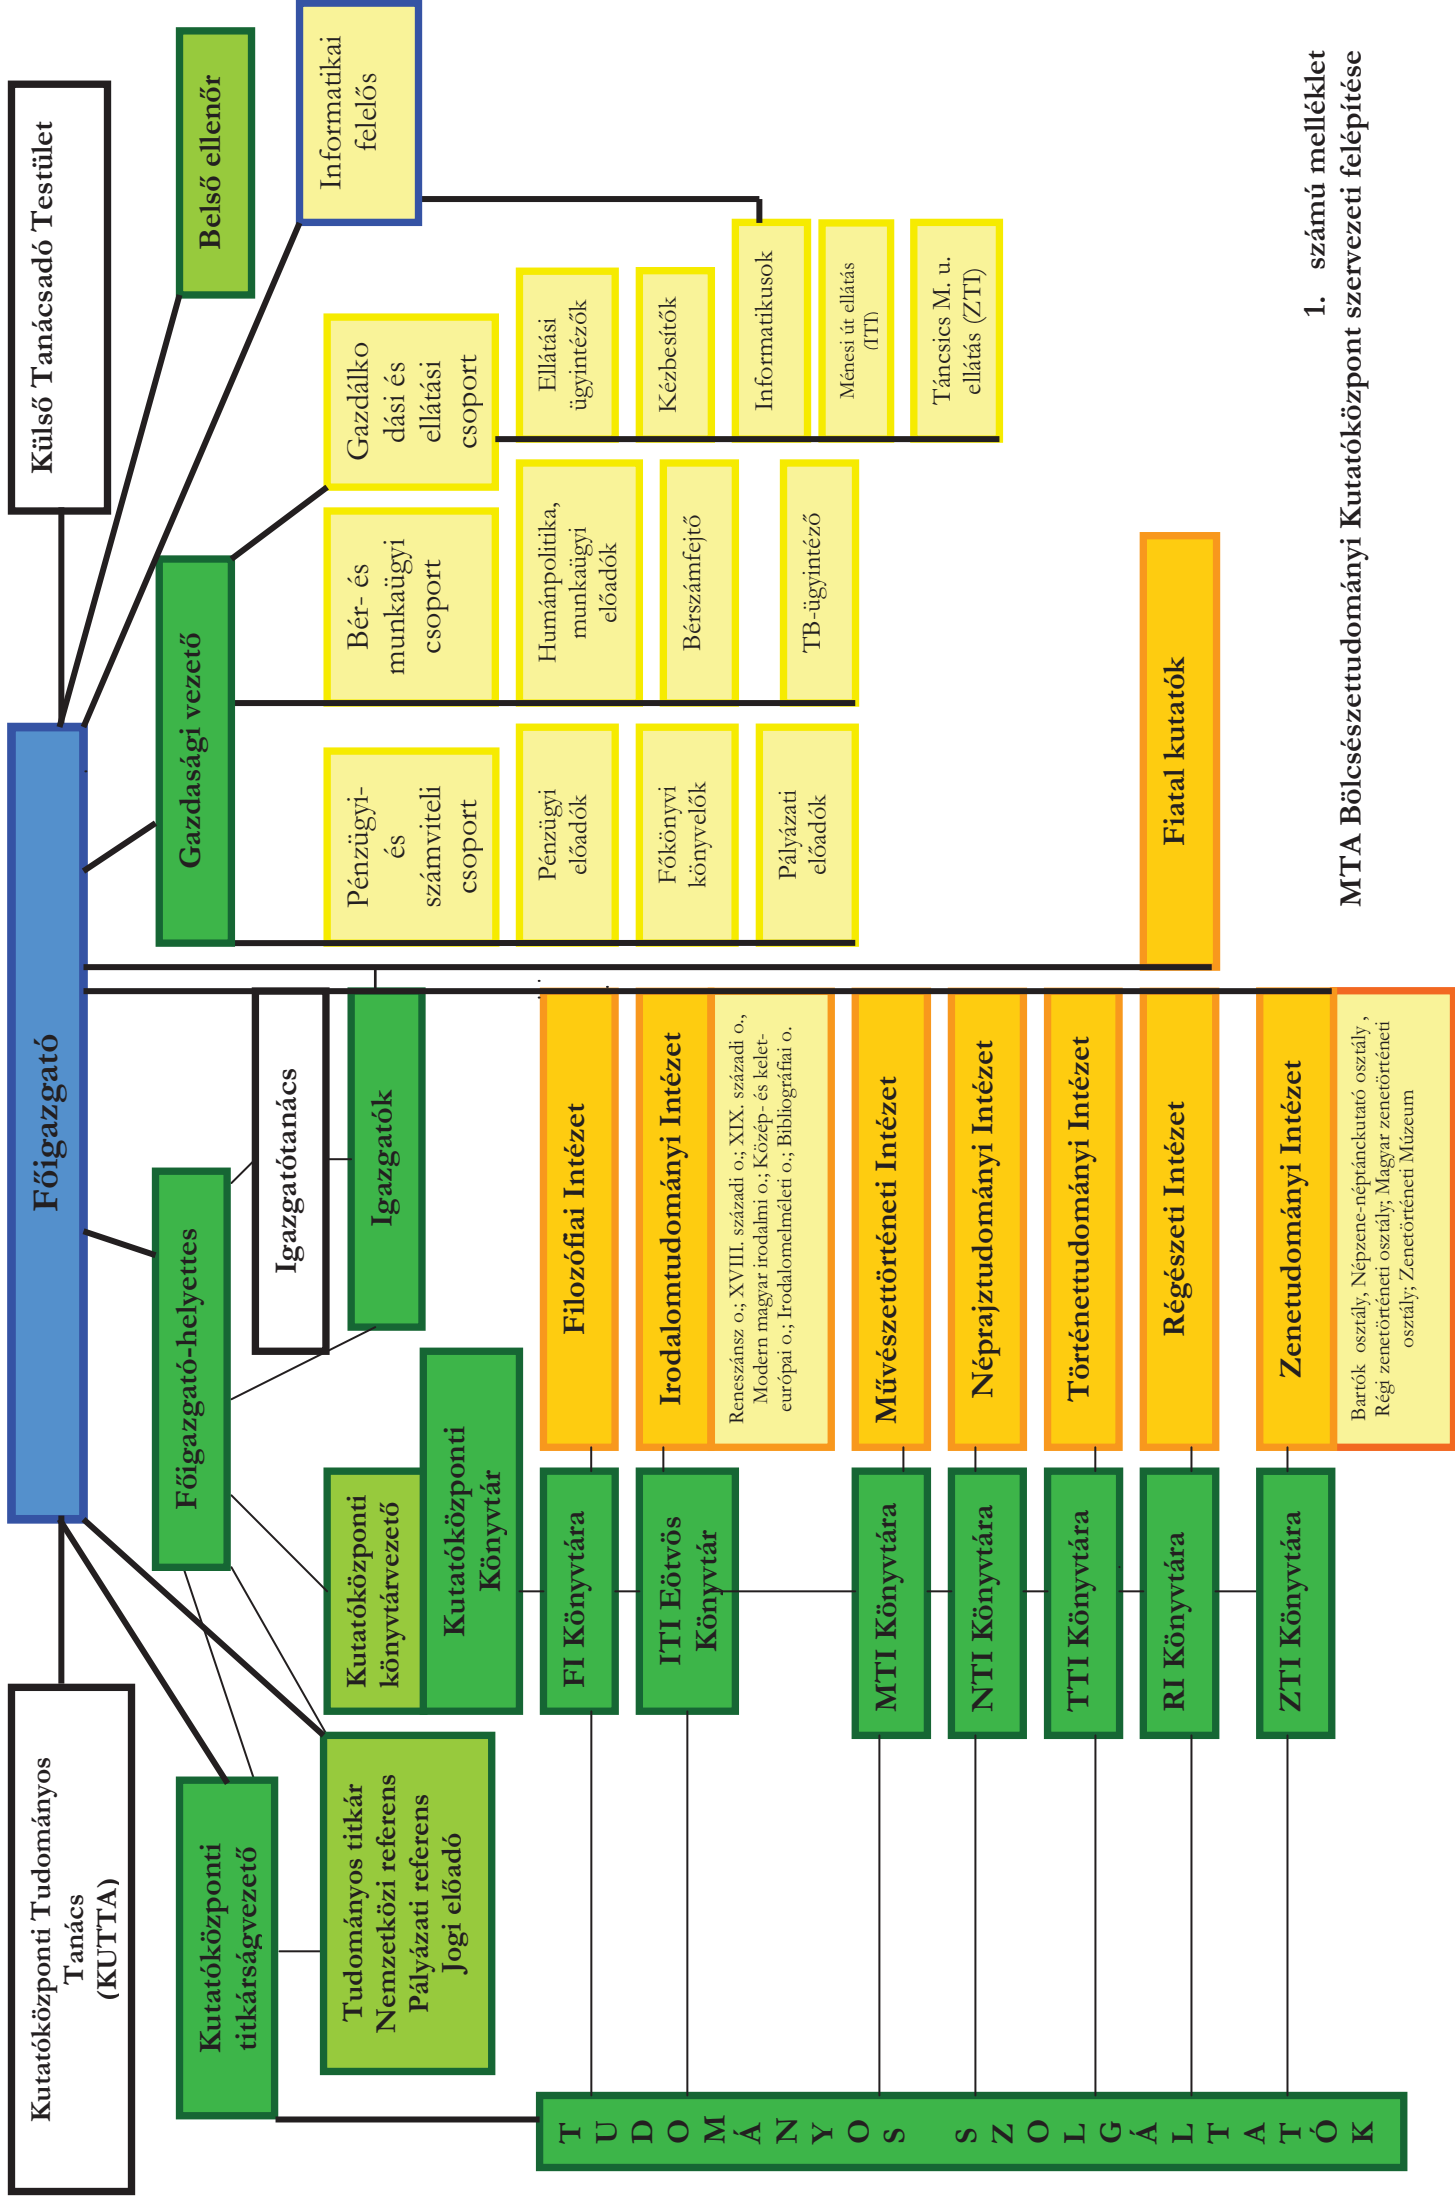 Kutatóközponti Tudományos
Tanács
(KUTTA)
Főigazgató
Külső Tanácsadó Testület
Kutatóközponti
titkárságvezető
Főigazgató-helyettes
Gazdasági vezető
Belső ellenőr
Igazgatótanács
Informatikai
felelős
Tudományos titkár
Nemzetközi referens
Pályázati referens
Jogi előadó
Kutatóközponti
könyvtárvezető
Igazgatók
Pénzügyi-
és
számviteli
csoport
Bér- és
munkaügyi
csoport
Gazdálko
dási és
ellátási
csoport
Kutatóközponti
Könyvtár
Pénzügyi
előadók
Humánpolitika,
munkaügyi
előadók
Ellátási
ügyintézők
Főkönyvi
könyvelők
Bérszámfejtő
Kézbesítők
Pályázati
előadók
TB-ügyintéző
Informatikusok
Ménesi út ellátás
(ITI)
Táncsics M. u.
ellátás (ZTI)
T
U
D
O
M
Á
N
Y
O
S
S
Z
O
L
G
Á
L
T
A
T
Ó
K
FI Könyvtára
Filozófiai Intézet
ITI Eötvös
Könyvtár
Irodalomtudományi Intézet
Reneszánsz o.; XVIII. századi o.; XIX. századi o.,
Modern magyar irodalmi o.; Közép- és kelet-
európai o.; Irodalomelméleti o.; Bibliográfiai o.
MTI Könyvtára
Művészettörténeti Intézet
NTI Könyvtára
Néprajztudományi Intézet
TTI Könyvtára
Történettudományi Intézet
RI Könyvtára
Régészeti Intézet
Fiatal kutatók
ZTI Könyvtára
Zenetudományi Intézet
Bartók osztály, Népzene-néptánckutató osztály ,
Régi zenetörténeti osztály; Magyar zenetörténeti
osztály; Zenetörténeti Múzeum
1. számú melléklet
MTA Bölcsészettudományi Kutatóközpont szervezeti felépítése